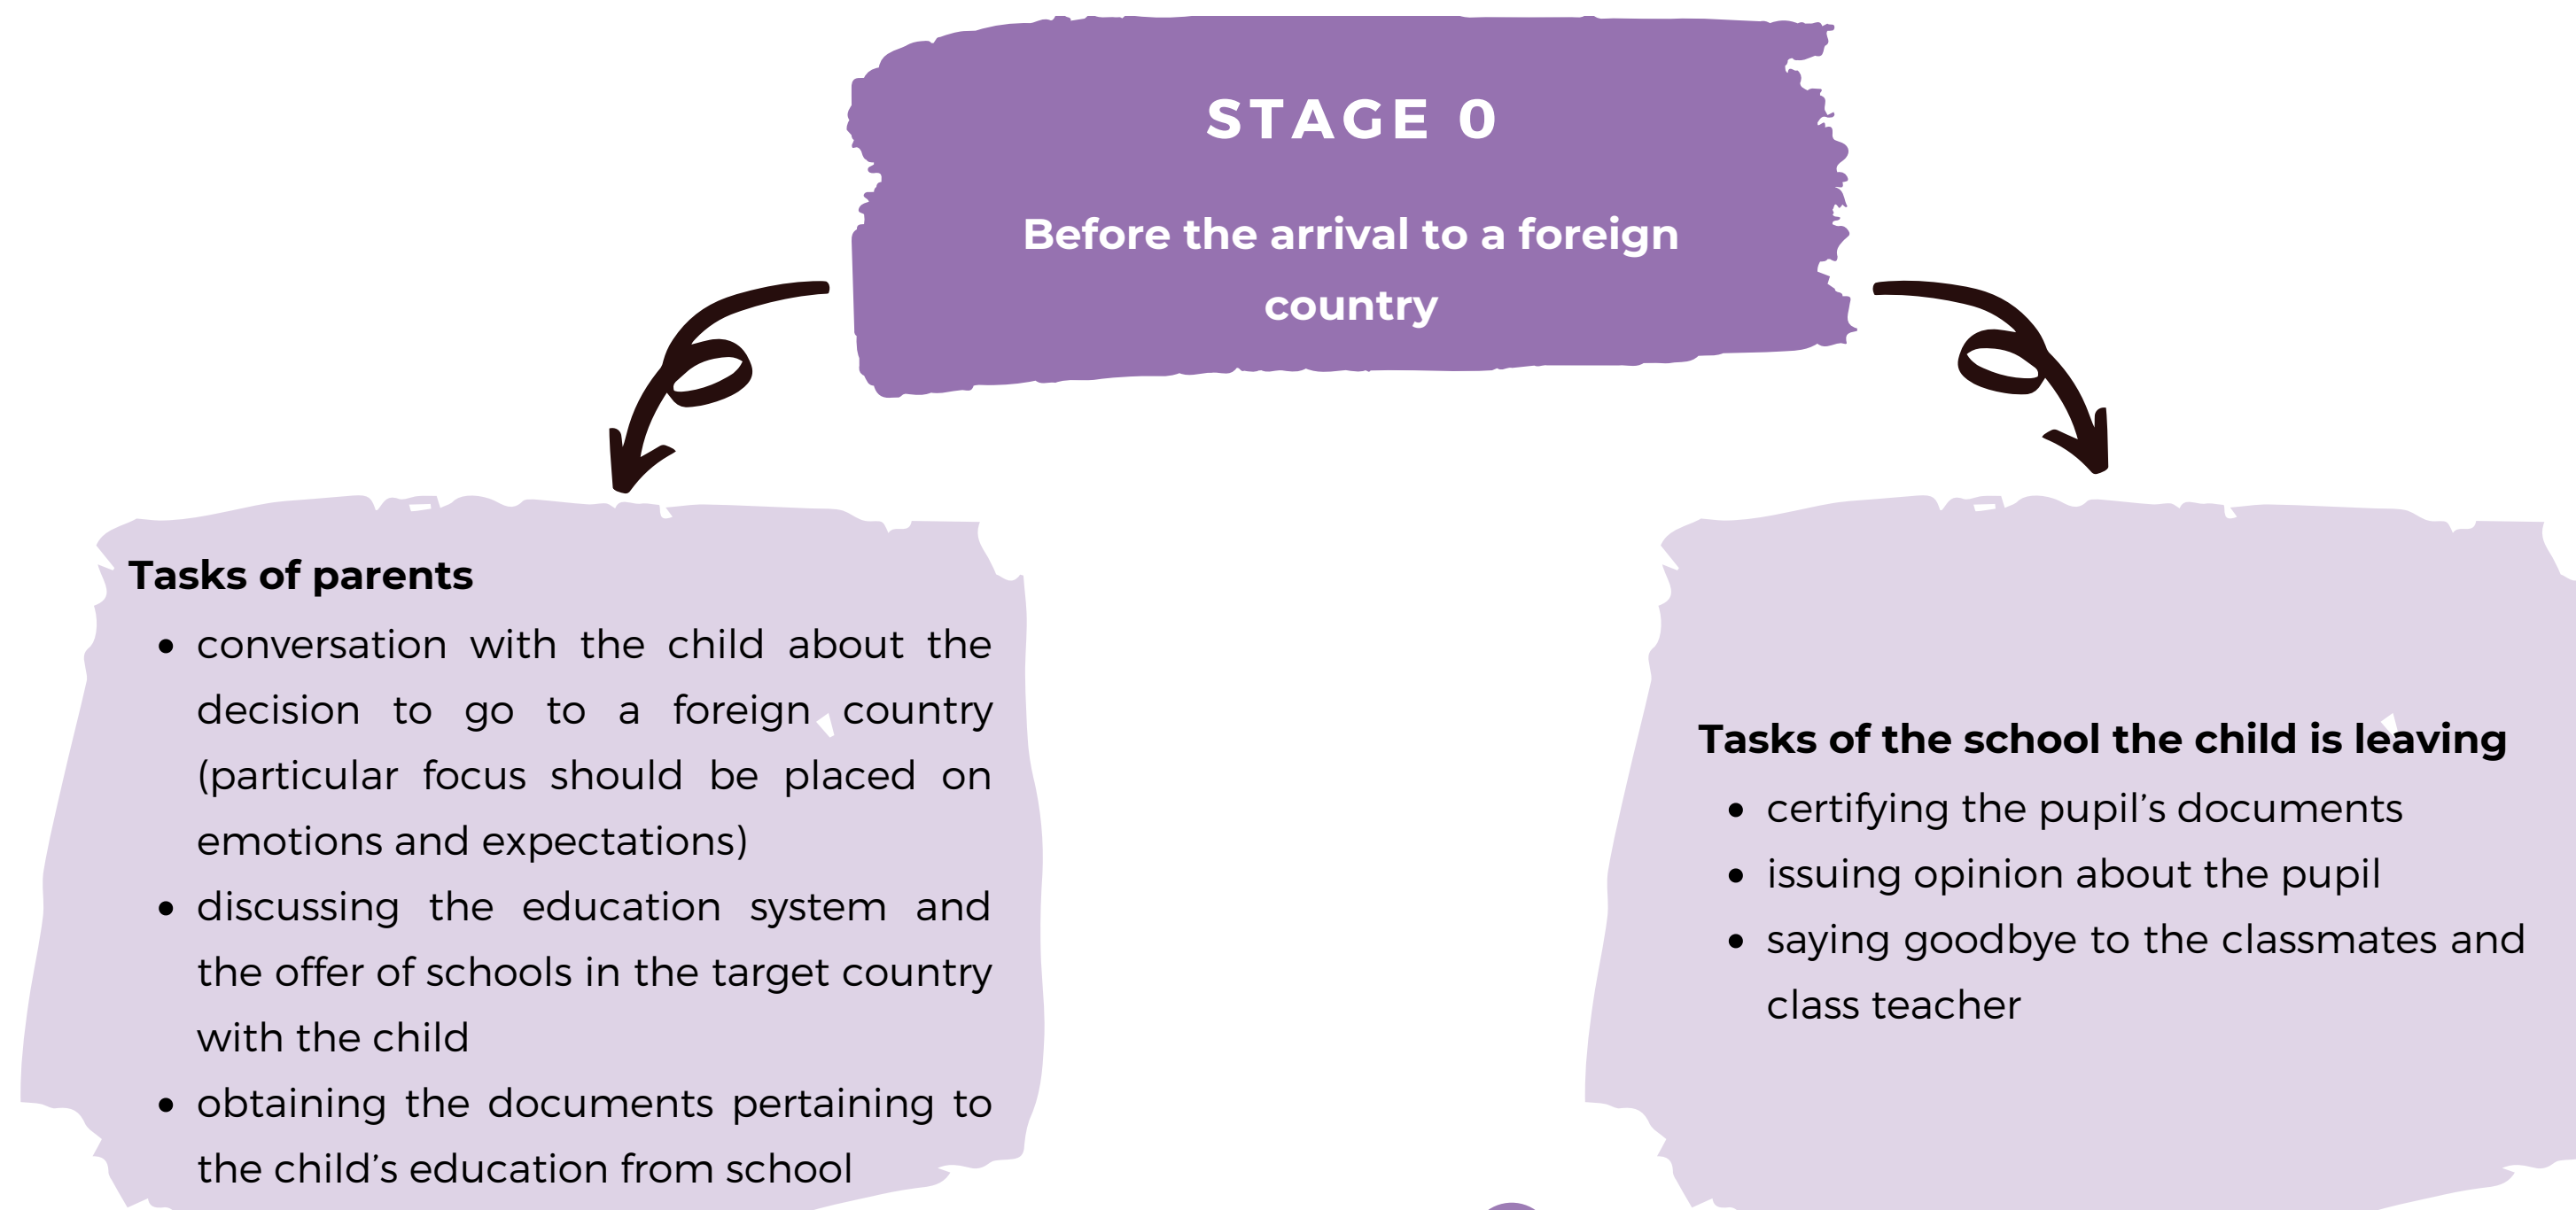 STAGE 0
Before the arrival to a foreign
country
Tasks of parents
• conversation with the child about the
decision to go to a foreign country
(particular focus should be placed on
emotions and expectations)
• discussing the education system and
the offer of schools in the target country
with the child
• obtaining the documents pertaining to
the child’s education from school
Tasks of the school the child is leaving
• certifying the pupil’s documents
• issuing opinion about the pupil
• saying goodbye to the classmates and
class teacher